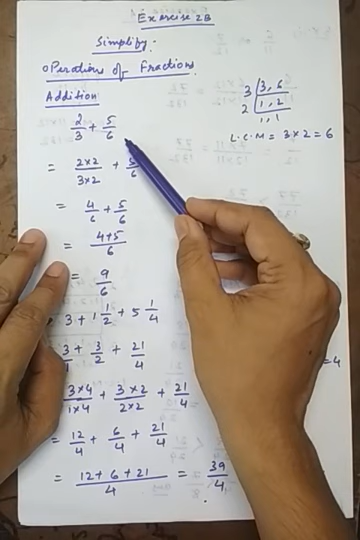 Exercise 2B
Simplify:
Operations of Fractions
Addition
2/3 + 5/6
3 | 3, 6
2 | 1, 2
1, 1
L.C.M = 3 × 2 = 6
= 2×2/3×2 + 5/6
= 4/6 + 5/6
= 4+5/6
= 9/6
3 + 1 1/2 + 5 1/4
3/1 + 3/2 + 21/4
3×4/1×4 + 3×2/2×2 + 21/4
= 4
= 12/4 + 6/4 + 21/4
= 12+6+21/4 = 39/4